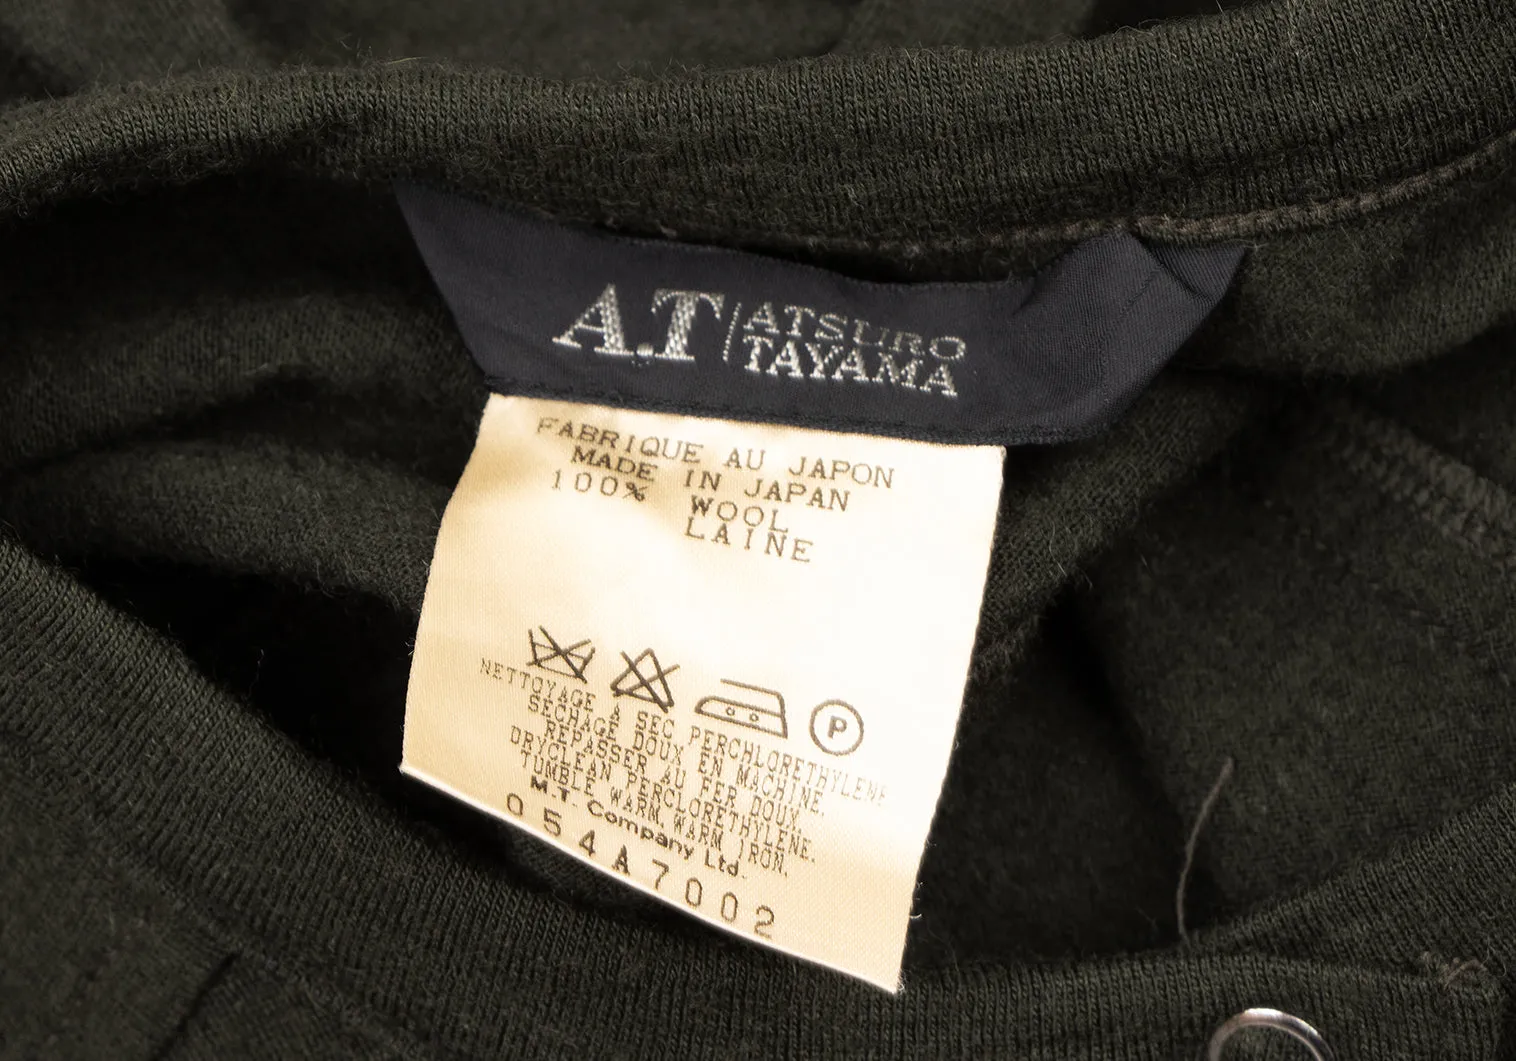 A.T
ATSURO
TAYAMA
FABRIQUE AU JAPON
MADE IN JAPAN
100% WOOL
LAINE
P
NETTOYAGE A SEC PERCHLORETHYLENE
SECHAGE DOUX EN MACHINE.
REPASSER AU FER DOUX.
DRYCLEAN PERCLORETHYLENE.
TUMBLE WARM,WARM IRON.
M.T. Company Ltd.
054A7002